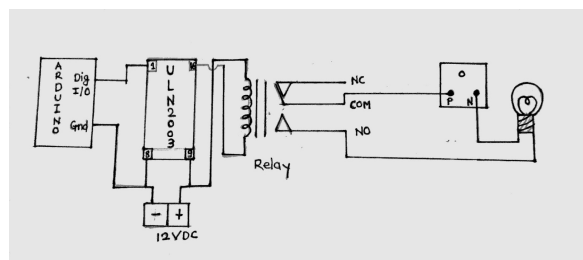 ARDUINO
Dig
I/O
Gnd
1
16
ULN2003
8
9
- +
12VDC
Relay
NC
COM
NO
P N